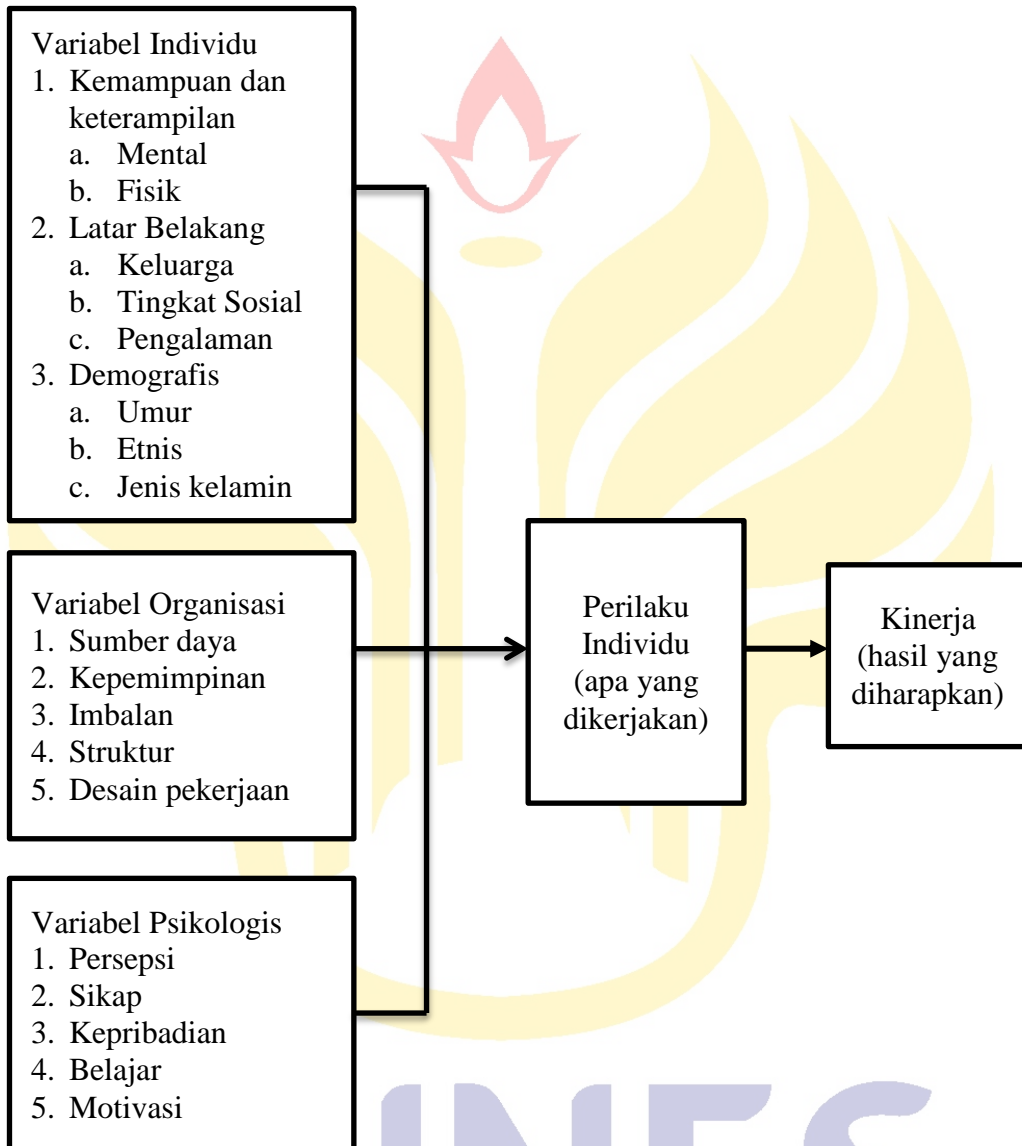 Variabel Individu
1. Kemampuan dan
keterampilan
a. Mental
b. Fisik
2. Latar Belakang
a. Keluarga
b. Tingkat Sosial
c. Pengalaman
3. Demografis
a. Umur
b. Etnis
c. Jenis kelamin
Variabel Organisasi
1. Sumber daya
2. Kepemimpinan
3. Imbalan
4. Struktur
5. Desain pekerjaan
Variabel Psikologis
1. Persepsi
2. Sikap
3. Kepribadian
4. Belajar
5. Motivasi
Perilaku
Individu
(apa yang
dikerjakan)
Kinerja
(hasil yang
diharapkan)